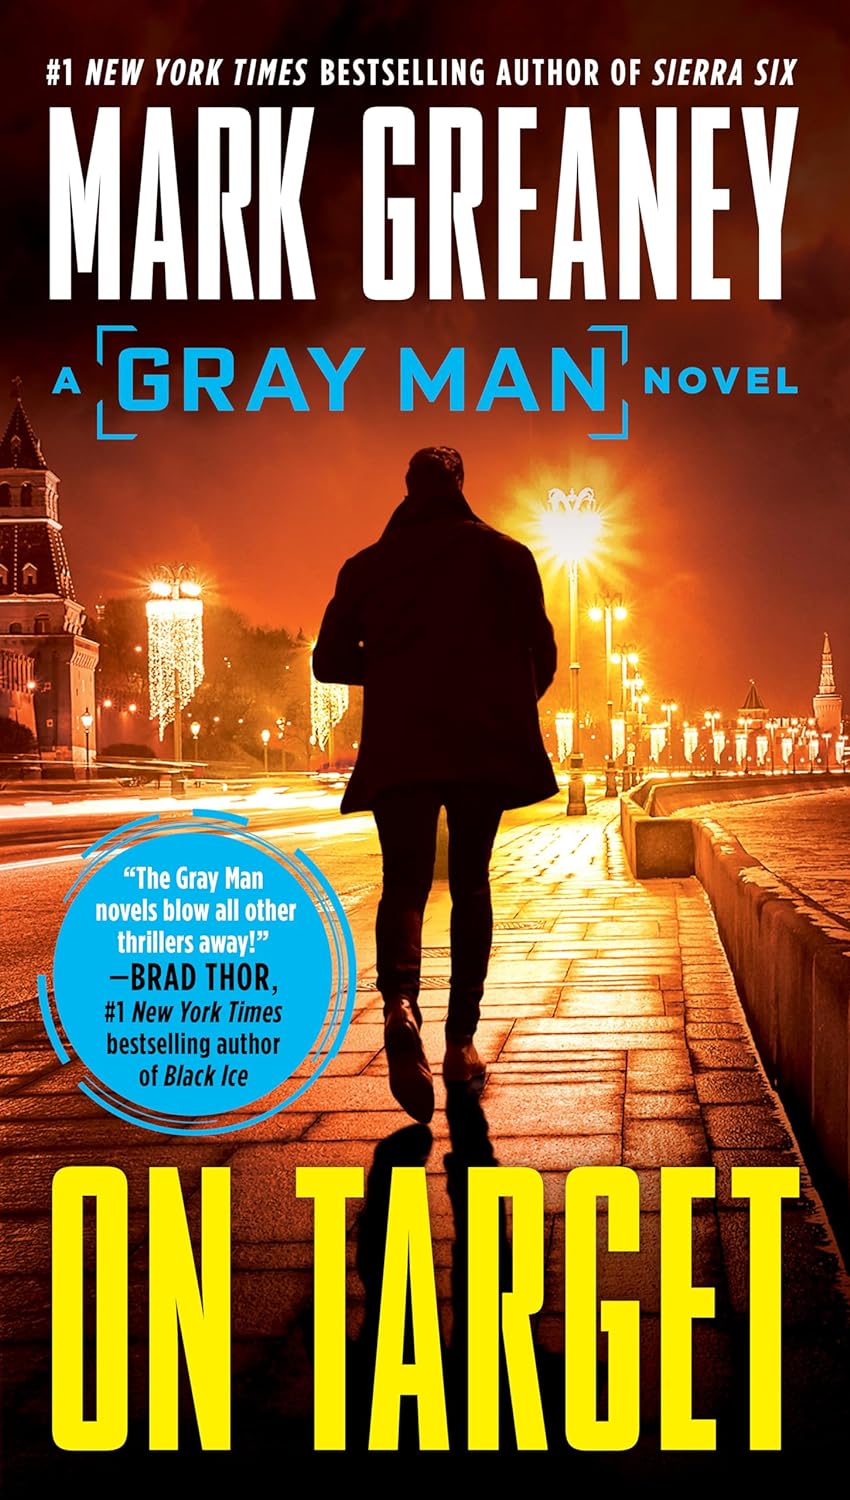 #1 NEW YORK TIMES BESTSELLING AUTHOR OF SIERRA SIX
MARK GREANEY
A GRAY MAN NOVEL
“The Gray Man
novels blow all other
thrillers away!”
—BRAD THOR,
#1 New York Times
bestselling author
of Black Ice
ON TARGET